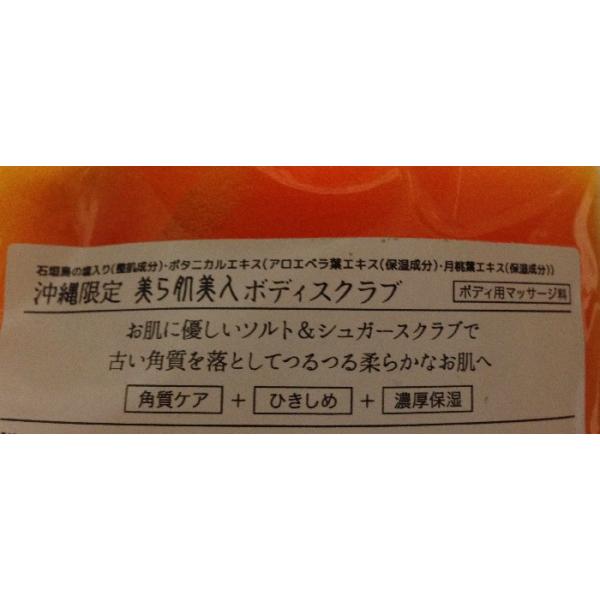 石垣島の塩入り(整肌成分)・ボタニカルエキス(アロエベラ葉エキス(保湿成分)・月桃葉エキス(保湿成分))
沖縄限定 美ら肌美人 ボディスクラブ ボディ用マッサージ料
お肌に優しいソルト&シュガースクラブで
古い角質を落としてつるつる柔らかなお肌へ
角質ケア + ひきしめ + 濃厚保湿